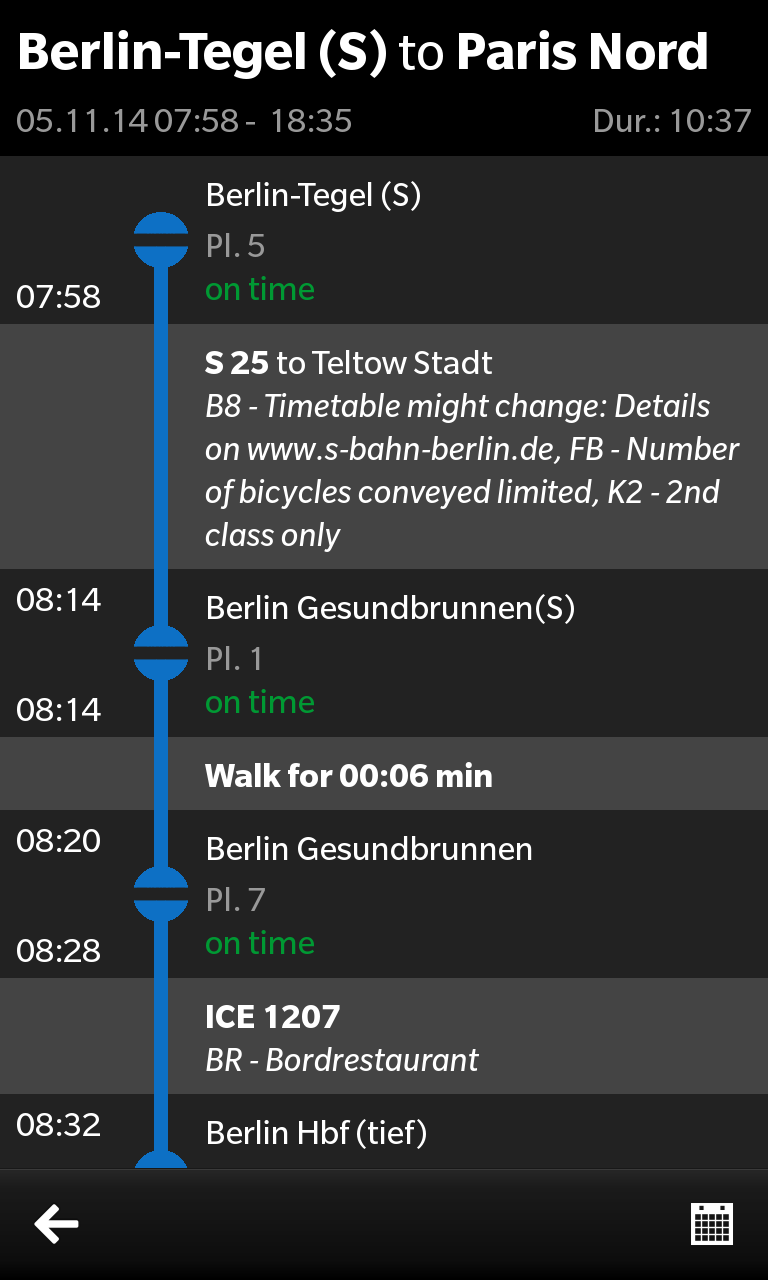 Berlin-Tegel (S) to Paris Nord
05.11.14 07:58 - 18:35 Dur.: 10:37
Berlin-Tegel (S)
Pl. 5
on time
07:58
S 25 to Teltow Stadt
B8 - Timetable might change: Details
on www.s-bahn-berlin.de, FB - Number
of bicycles conveyed limited, K2 - 2nd
class only
08:14 Berlin Gesundbrunnen(S)
Pl. 1
08:14 on time
Walk for 00:06 min
08:20 Berlin Gesundbrunnen
Pl. 7
08:28 on time
ICE 1207
BR - Bordrestaurant
08:32 Berlin Hbf (tief)